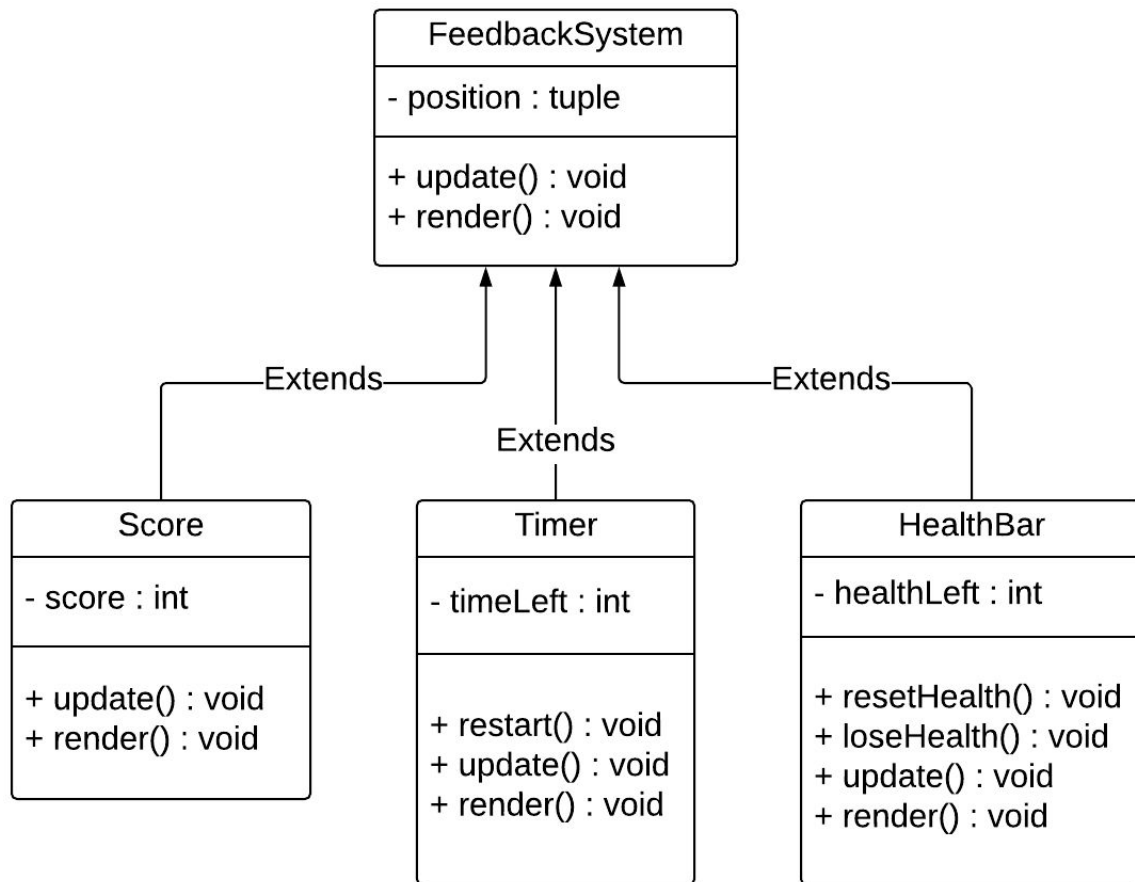 FeedbackSystem
- position : tuple
+ update() : void
+ render() : void
Extends
Extends
Extends
Score
- score : int
+ update() : void
+ render() : void
Timer
- timeLeft : int
+ restart() : void
+ update() : void
+ render() : void
HealthBar
- healthLeft : int
+ resetHealth() : void
+ loseHealth() : void
+ update() : void
+ render() : void